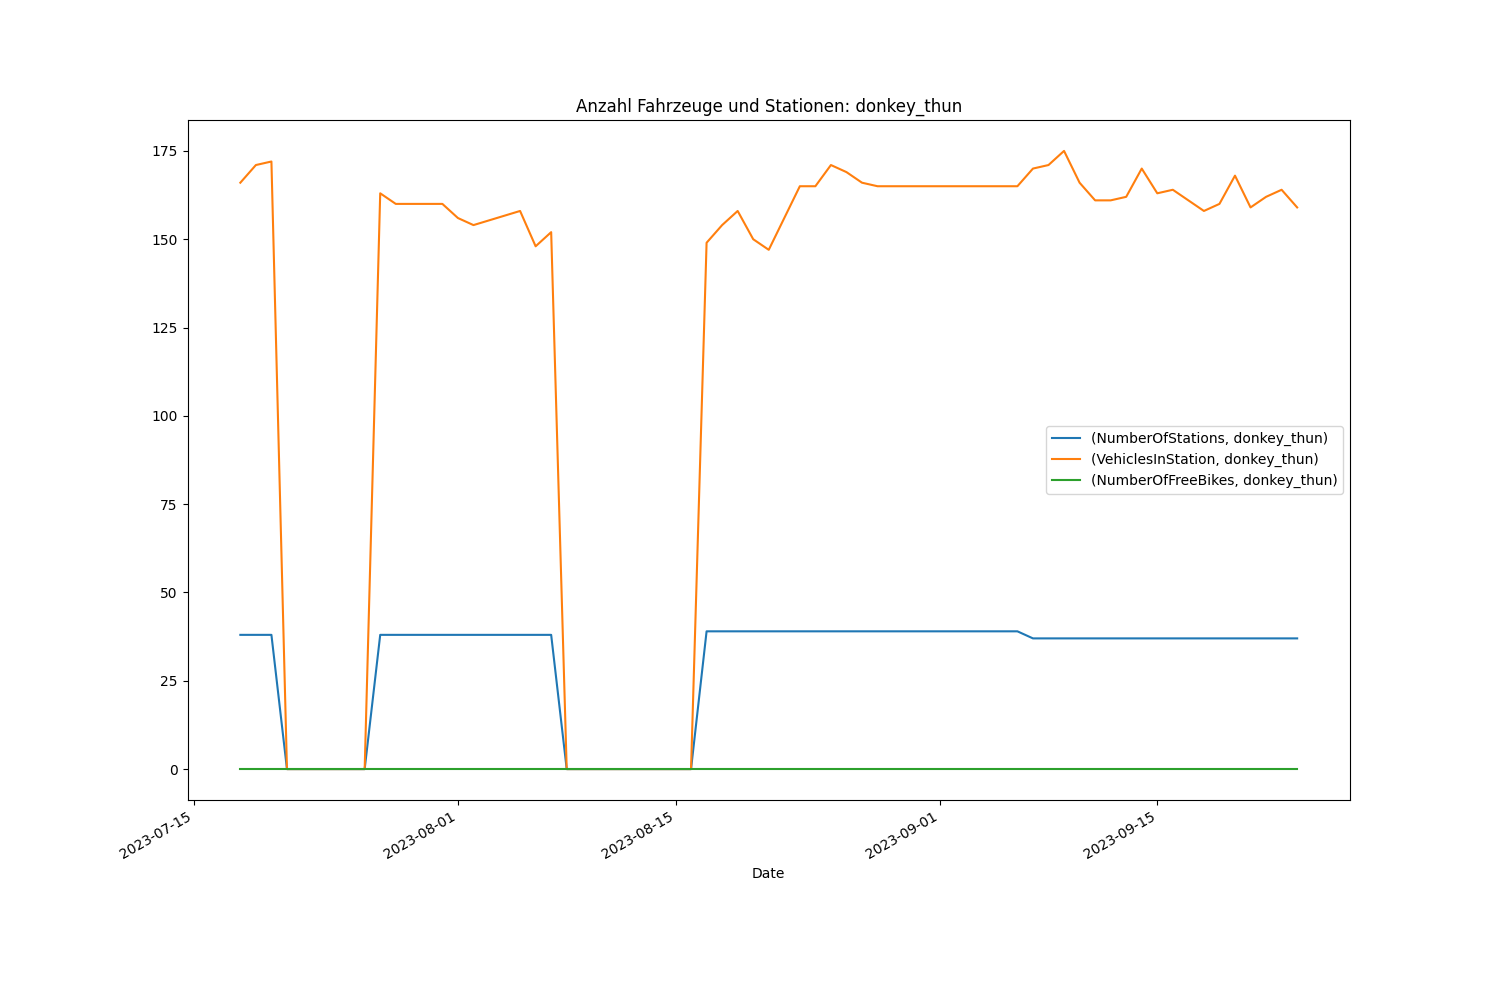 Anzahl Fahrzeuge und Stationen: donkey_thun
175
150
125
100
75
50
25
0
(NumberOfStations, donkey_thun)
(VehiclesInStation, donkey_thun)
(NumberOfFreeBikes, donkey_thun)
2023-07-15
2023-08-01
2023-08-15
2023-09-01
2023-09-15
Date